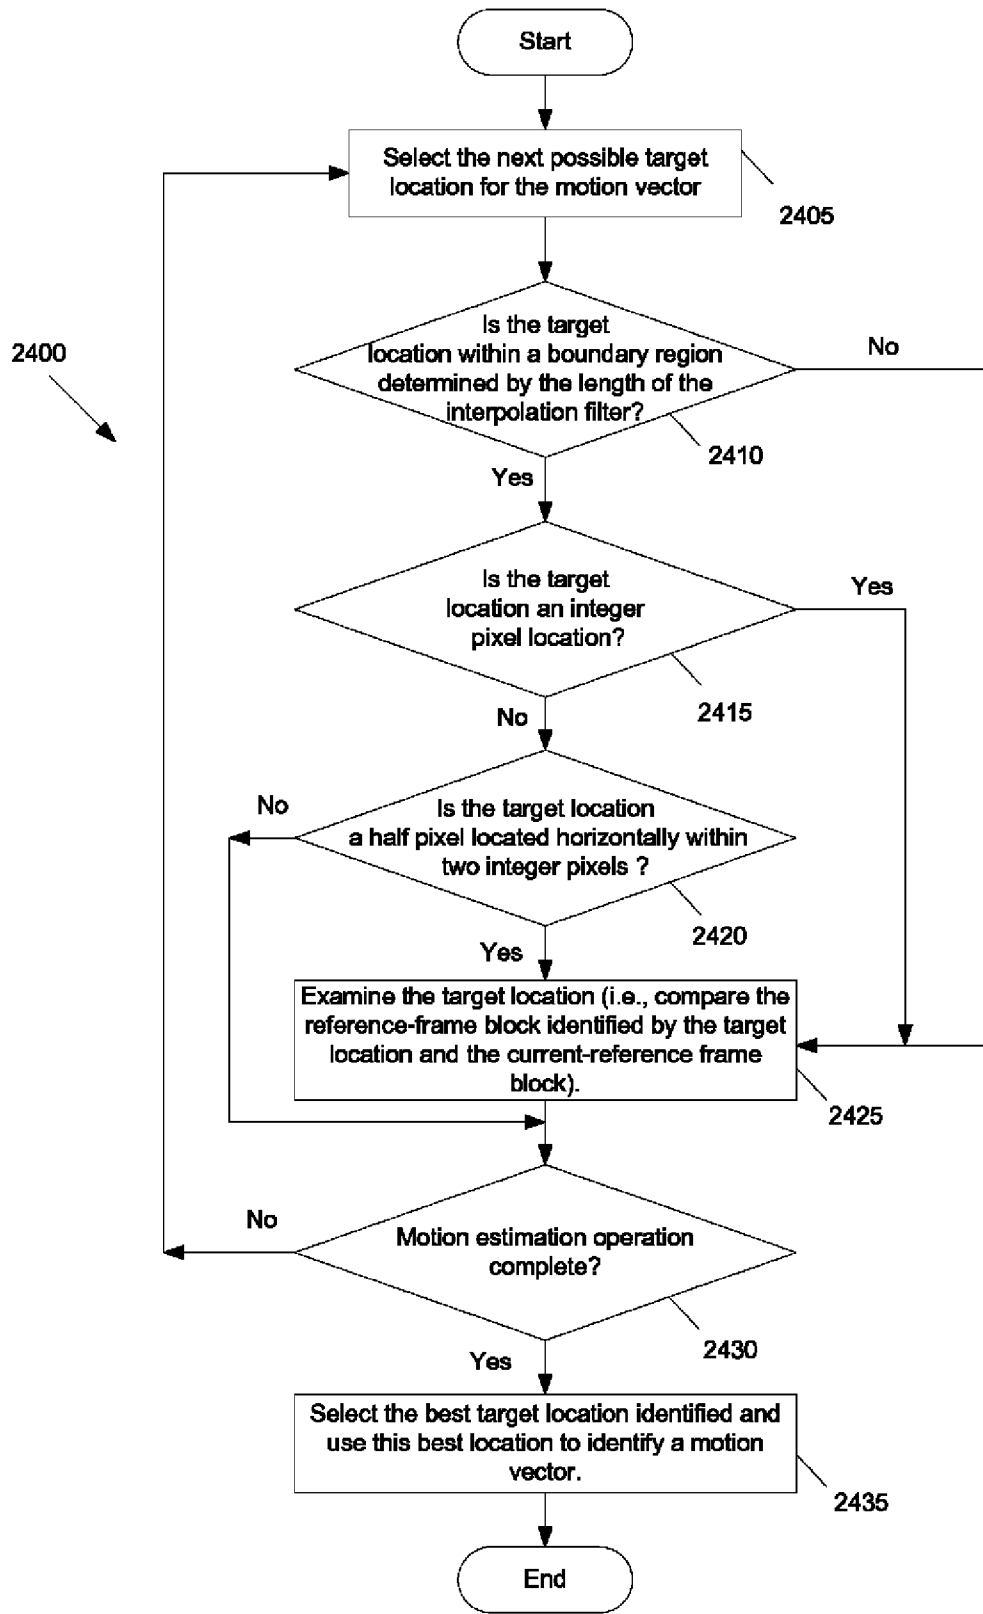 Start
Select the next possible target
location for the motion vector
2405
2400
Is the target
location within a boundary region
determined by the length of the
interpolation filter?
No
2410
Yes
Is the target
location an integer
pixel location?
Yes
2415
No
Is the target location
a half pixel located horizontally within
two integer pixels ?
No
2420
Yes
Examine the target location (i.e., compare the
reference-frame block identified by the target
location and the current-reference frame
block).
2425
Motion estimation operation
complete?
No
2430
Yes
Select the best target location identified and
use this best location to identify a motion
vector.
2435
End